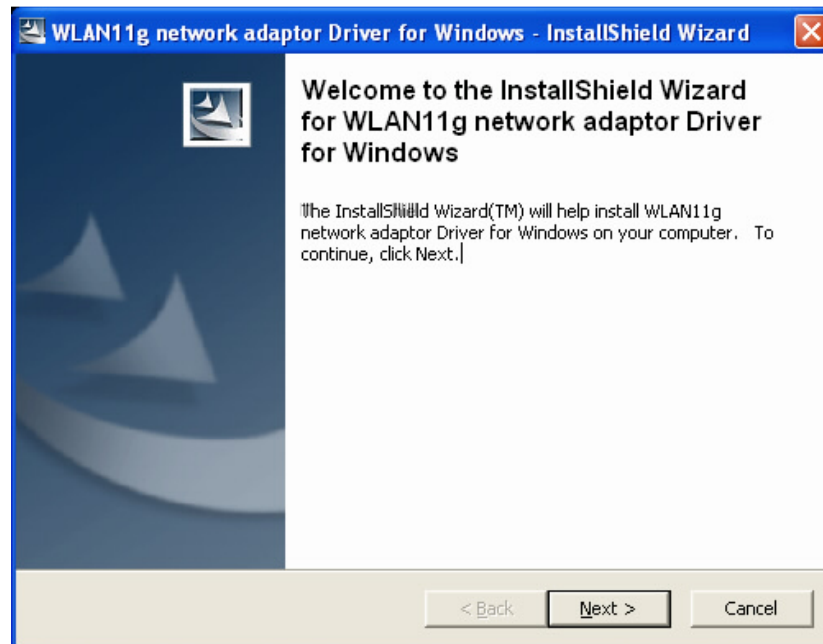 WLAN11g network adaptor Driver for Windows - InstallShield Wizard
Welcome to the InstallShield Wizard
for WLAN11g network adaptor Driver
for Windows
The InstallShield Wizard(TM) will help install WLAN11g
network adaptor Driver for Windows on your computer. To
continue, click Next.
< Back
Next >
Cancel